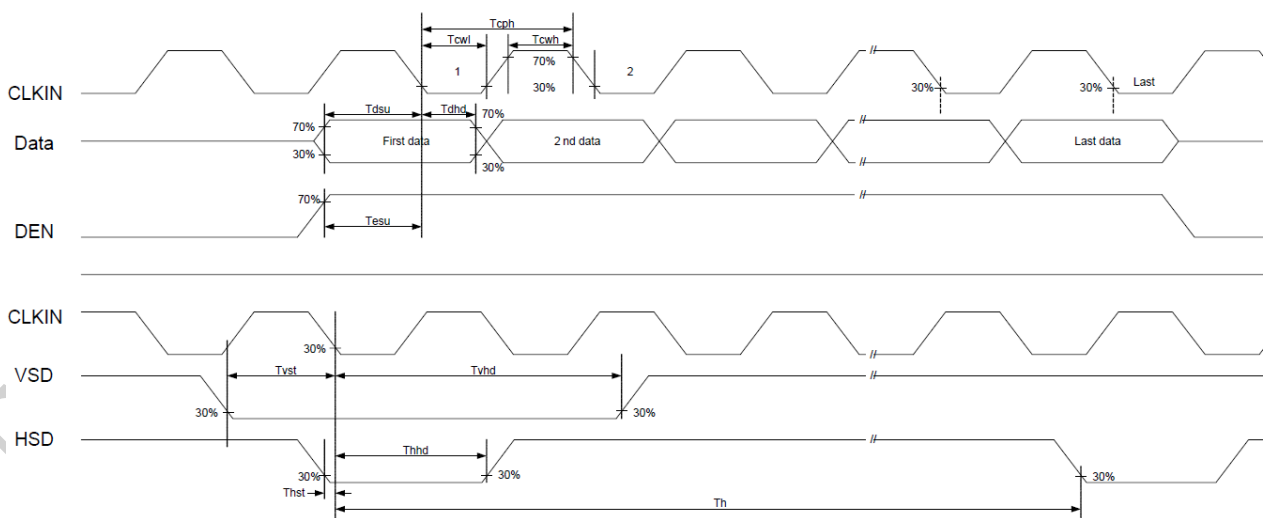 Tcph
Tcwl Tcwh
CLKIN 1 70% 30% 2 // 30% 30% Last
Tdsu Tdhd
Data 70% 30% First data 70% 30% 2 nd data // Last data
DEN 70% Tesu //
CLKIN 30% //
VSD 30% Tvst Tvhd 30% //
HSD 30% Thhd 30% // 30%
Thst
Th